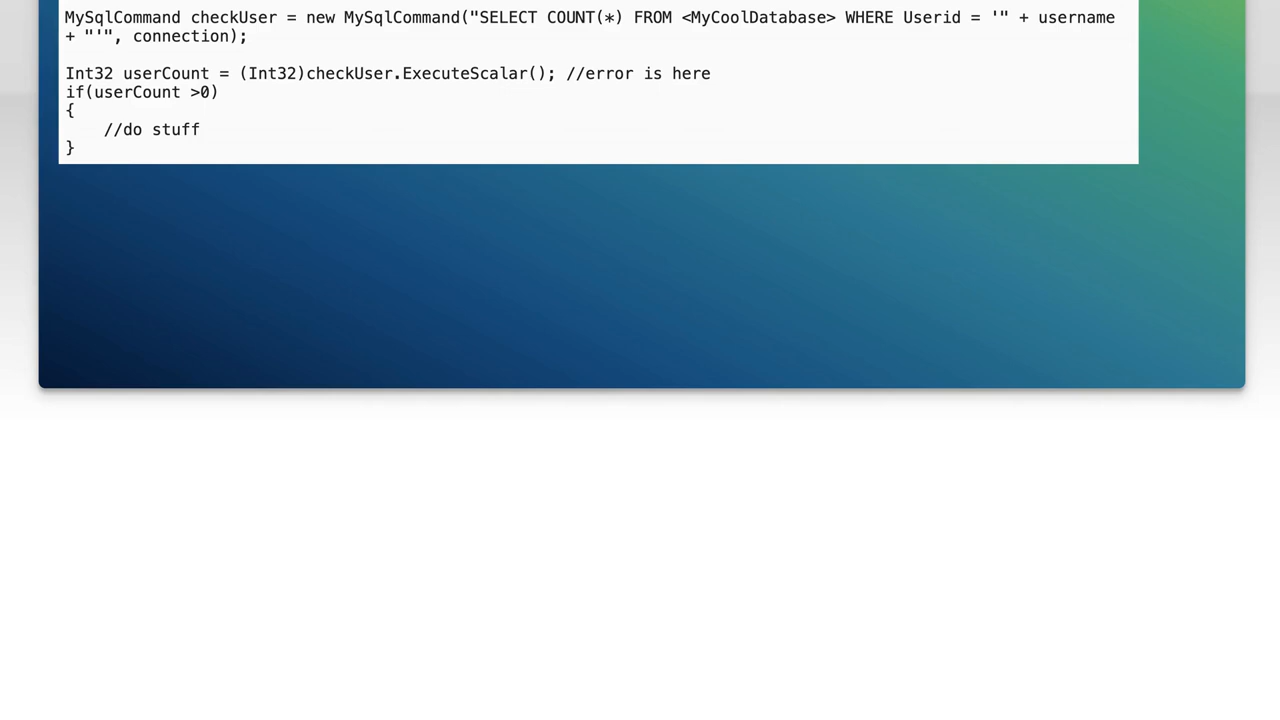 MySqlCommand checkUser = new MySqlCommand("SELECT COUNT(*) FROM <MyCoolDatabase> WHERE Userid = '" + username
+ "'", connection);
Int32 userCount = (Int32)checkUser.ExecuteScalar(); //error is here
if(userCount >0)
{
    //do stuff
}